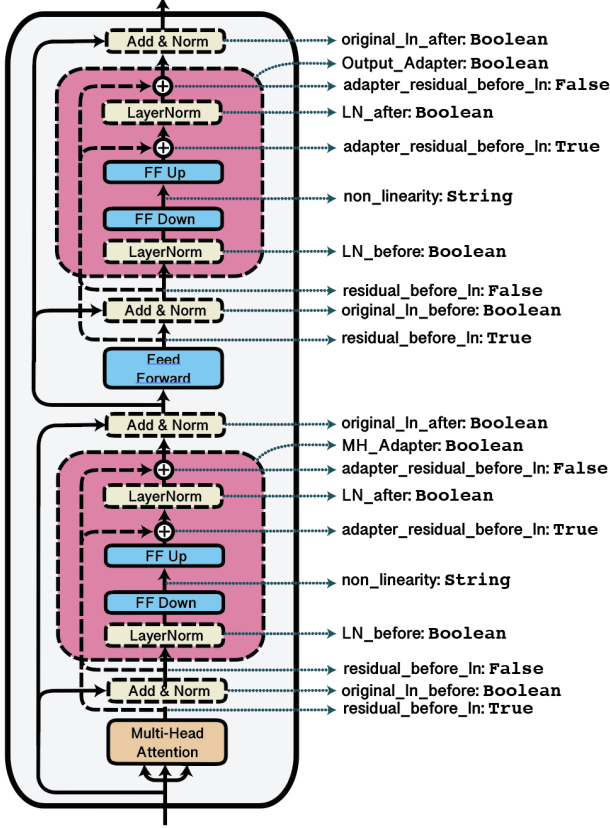 Add & Norm
original_ln_after: Boolean
Output_Adapter: Boolean
adapter_residual_before_ln: False
LayerNorm
LN_after: Boolean
adapter_residual_before_ln: True
FF Up
non_linearity: String
FF Down
LayerNorm
LN_before: Boolean
residual_before_ln: False
Add & Norm
original_ln_before: Boolean
residual_before_ln: True
Feed
Forward
Add & Norm
original_ln_after: Boolean
MH_Adapter: Boolean
adapter_residual_before_ln: False
LayerNorm
LN_after: Boolean
adapter_residual_before_ln: True
FF Up
non_linearity: String
FF Down
LayerNorm
LN_before: Boolean
residual_before_ln: False
Add & Norm
original_ln_before: Boolean
residual_before_ln: True
Multi-Head
Attention